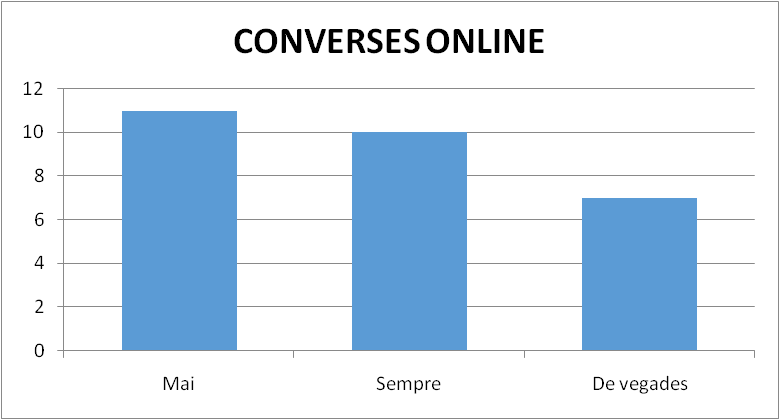 CONVERSES ONLINE
12
10
8
6
4
2
0
Mai
Sempre
De vegades